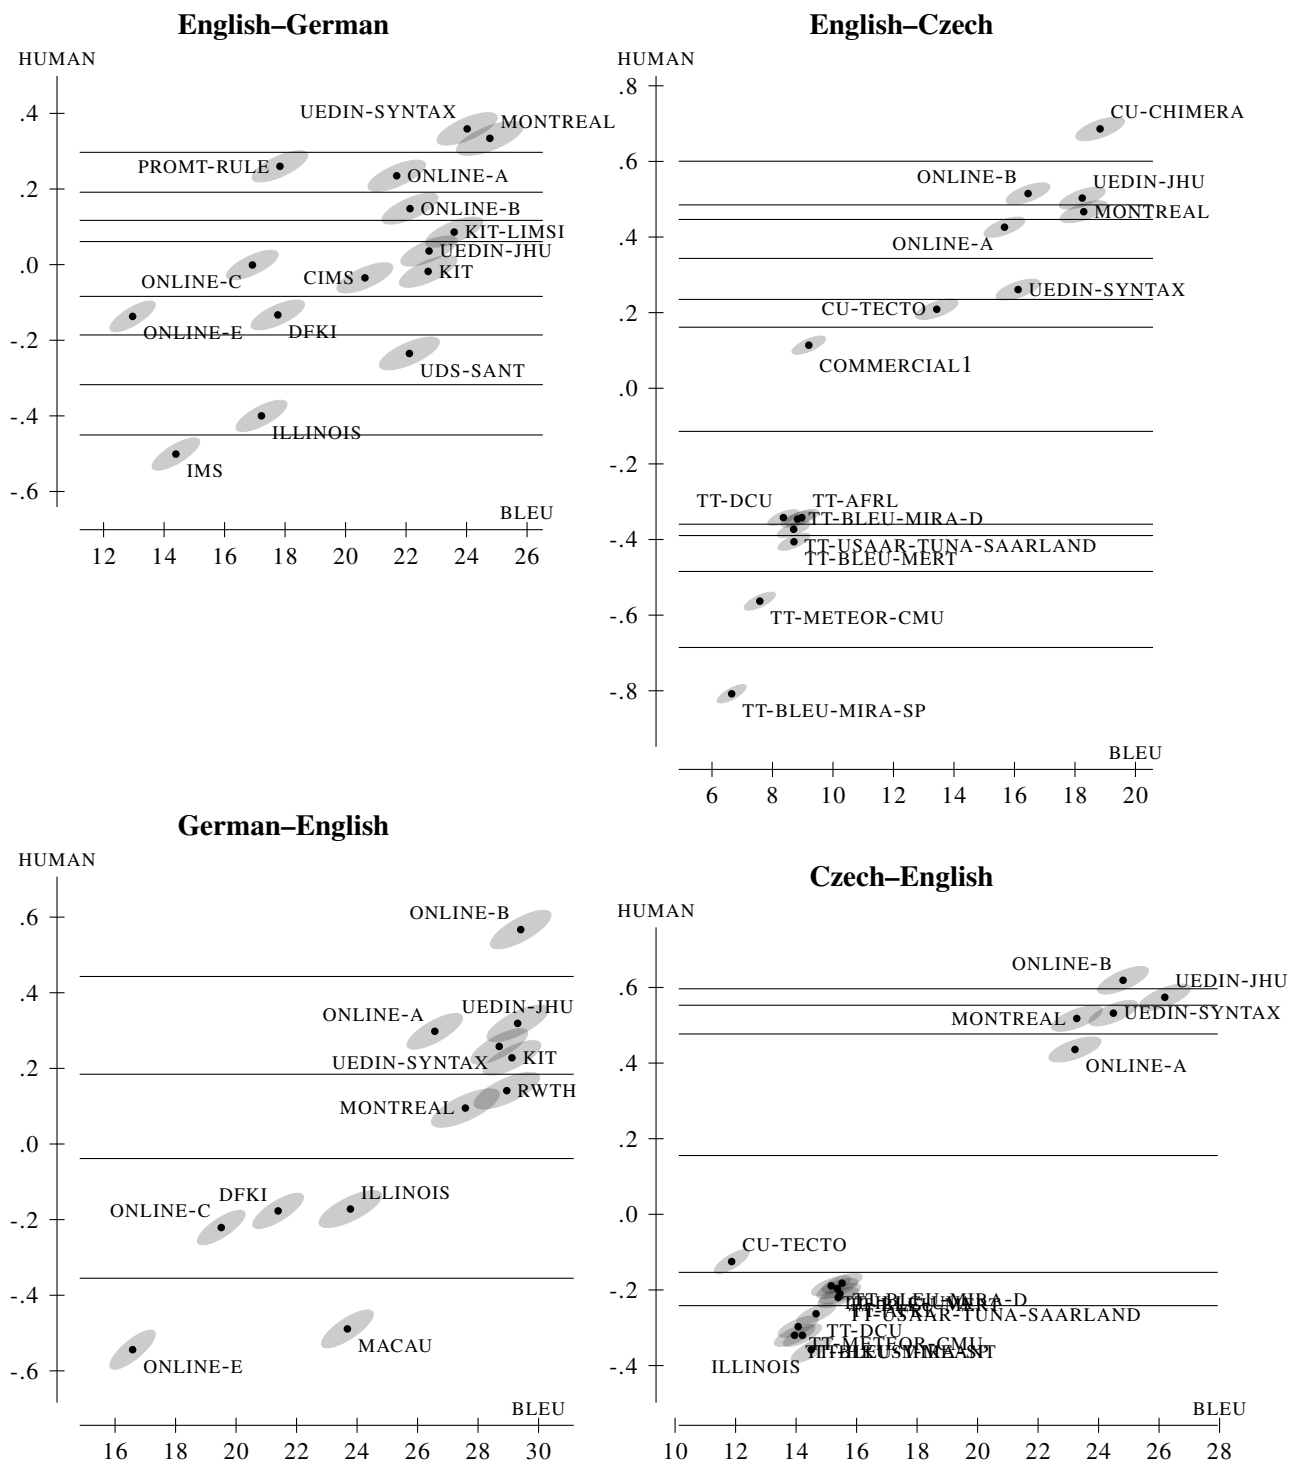 English–German
HUMAN
.4
.2
.0
-.2
-.4
-.6
UEDIN-SYNTAX
MONTREAL
PROMT-RULE
ONLINE-A
ONLINE-B
KIT-LIMSI
UEDIN-JHU
ONLINE-C
CIMS
KIT
ONLINE-E
DFKI
UDS-SANT
ILLINOIS
IMS
BLEU
12 14 16 18 20 22 24 26
English–Czech
HUMAN
.8
.6
.4
.2
.0
-.2
-.4
-.6
-.8
CU-CHIMERA
ONLINE-B
UEDIN-JHU
MONTREAL
ONLINE-A
UEDIN-SYNTAX
CU-TECTO
COMMERCIAL1
TT-DCU
TT-AFRL
TT-BLEU-MIRA-D
TT-USAAR-TUNA-SAARLAND
TT-BLEU-MERT
TT-METEOR-CMU
TT-BLEU-MIRA-SP
BLEU
6 8 10 12 14 16 18 20
German–English
HUMAN
.6
.4
.2
.0
-.2
-.4
-.6
ONLINE-B
UEDIN-JHU
ONLINE-A
UEDIN-SYNTAX
KIT
RWTH
MONTREAL
DFKI
ILLINOIS
ONLINE-C
MACAU
ONLINE-E
BLEU
16 18 20 22 24 26 28 30
Czech–English
HUMAN
.6
.4
.2
.0
-.2
-.4
ONLINE-B
UEDIN-JHU
MONTREAL
UEDIN-SYNTAX
ONLINE-A
CU-TECTO
TT-BLEU-MIRA-D
TT-USAAR-TUNA-SAARLAND
TT-DCU
TT-METEOR-CMU
ILLINOIS
BLEU
10 12 14 16 18 20 22 24 26 28